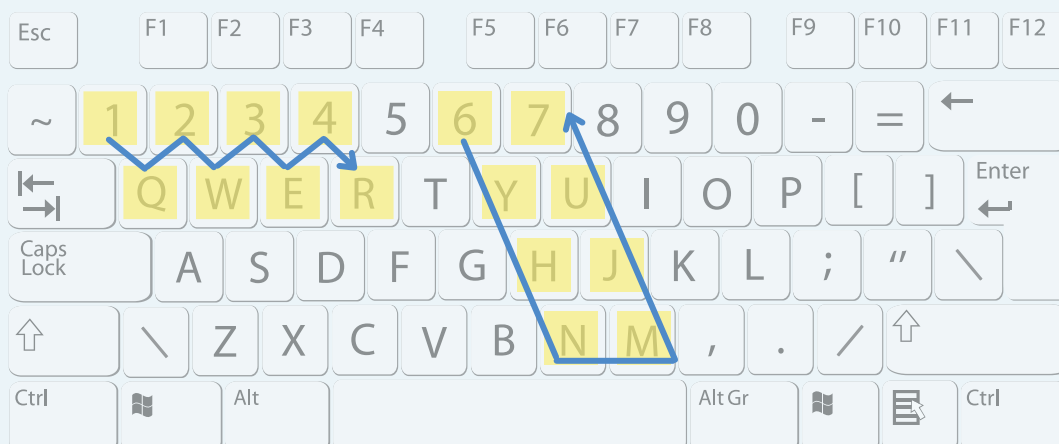 Esc F1 F2 F3 F4 F5 F6 F7 F8 F9 F10 F11 F12
~ 1 2 3 4 5 6 7 8 9 0 - =
Q W E R T Y U I O P [ ] Enter
Caps Lock A S D F G H J K L ; " \
\ Z X C V B N M , . /
Ctrl Alt Alt Gr Ctrl